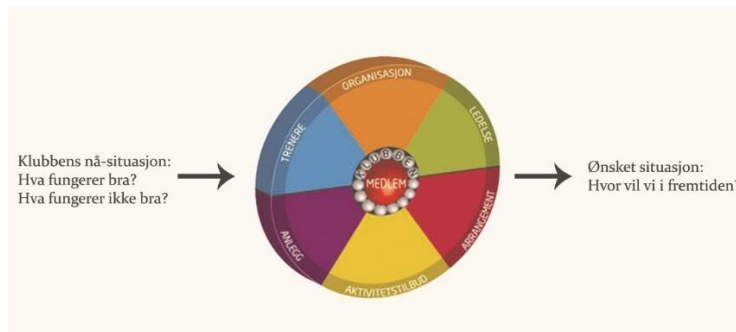 Klubbens nå-situasjon:
Hva fungerer bra?
Hva fungerer ikke bra?
ORGANISASJON
LEDELSE
ARRANGEMENT
AKTIVITETSTILBUD
ANLEGG
TRENERE
KLUBBEN
MEDLEM
Ønsket situasjon:
Hvor vil vi i fremtiden?